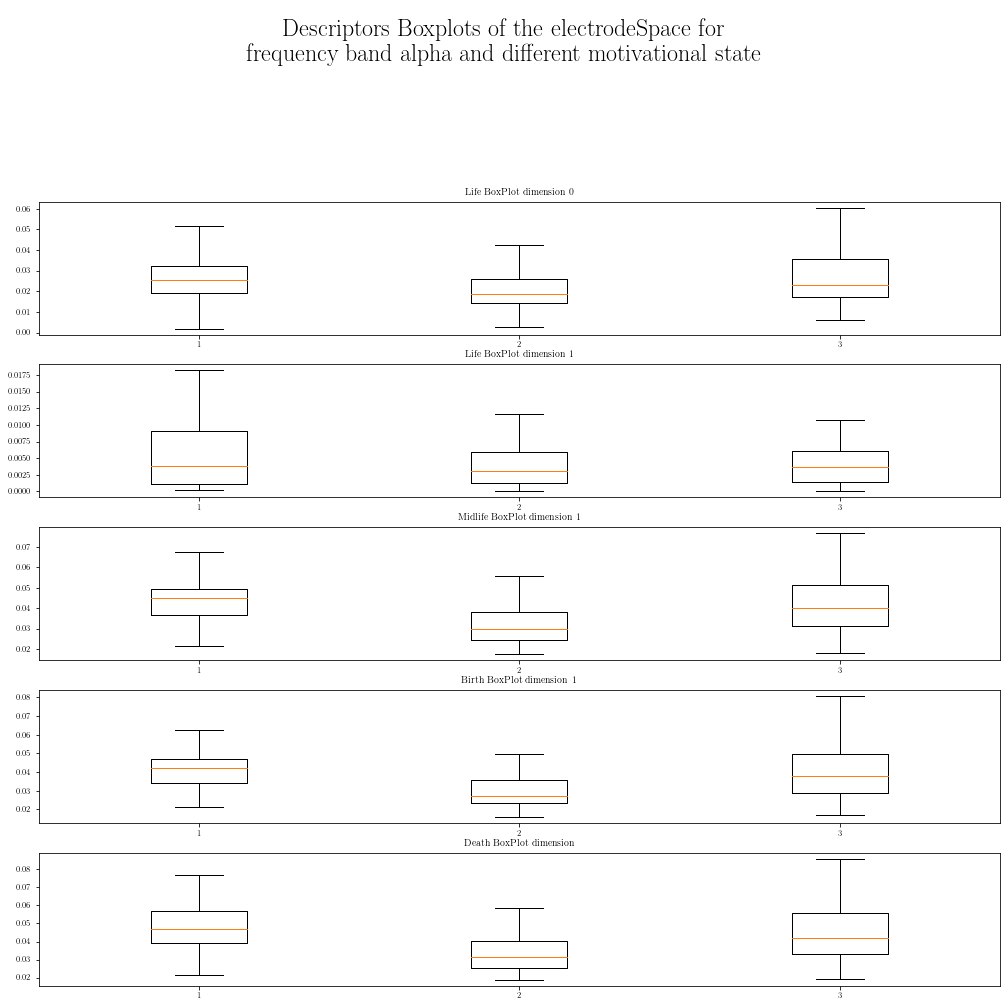 Descriptors Boxplots of the electrodeSpace for
frequency band alpha and different motivational state
Life BoxPlot dimension 0
0.06
0.05
0.04
0.03
0.02
0.01
0.00
1 2 3
Life BoxPlot dimension 1
0.0175
0.0150
0.0125
0.0100
0.0075
0.0050
0.0025
0.0000
1 2 3
Midlife BoxPlot dimension 1
0.07
0.06
0.05
0.04
0.03
0.02
1 2 3
Birth BoxPlot dimension 1
0.08
0.07
0.06
0.05
0.04
0.03
0.02
1 2 3
Death BoxPlot dimension
0.08
0.07
0.06
0.05
0.04
0.03
0.02
1 2 3